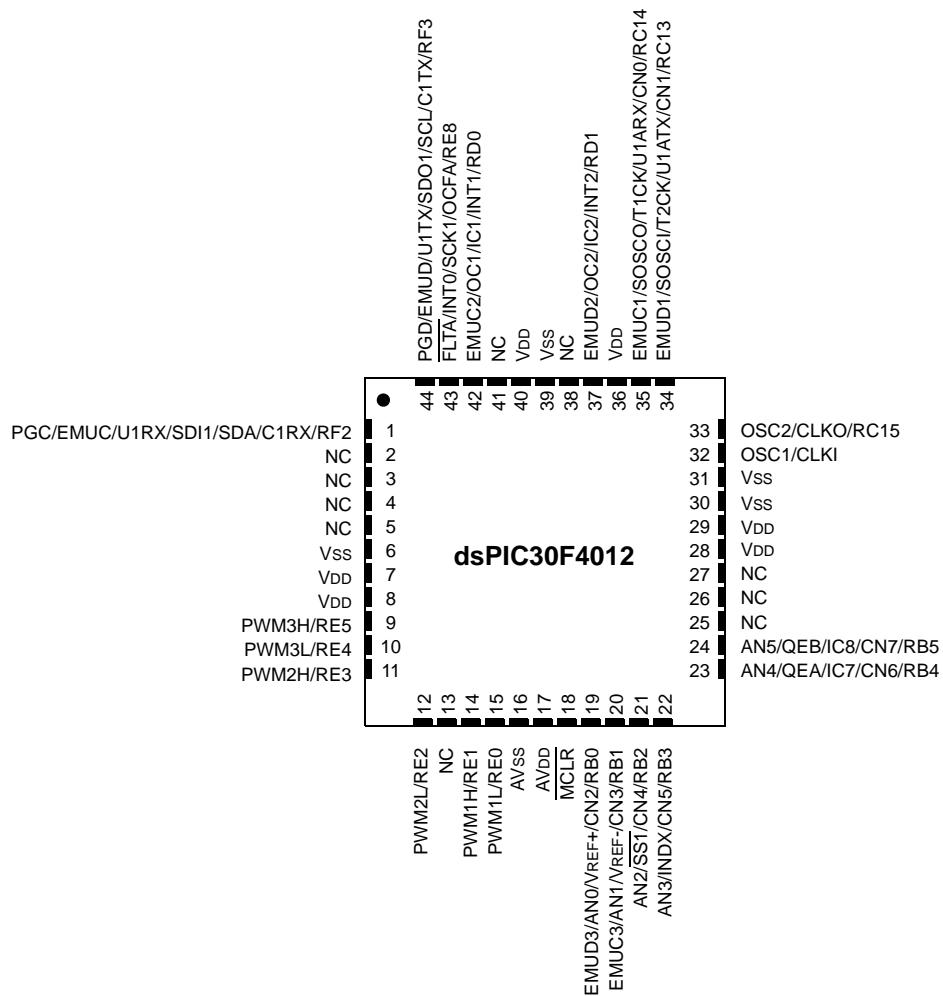 PGD/EMUD/U1TX/SDO1/SCL/C1TX/RF3
FLTA/INT0/SCK1/OCFA/RE8
EMUC2/OC1/IC1/INT1/RD0
NC
VDD
VSS
NC
EMUD2/OC2/IC2/INT2/RD1
VDD
EMUC1/SOSCO/T1CK/U1ARX/CN0/RC14
EMUD1/SOSCI/T2CK/U1ATX/CN1/RC13
44
43
42
41
40
39
38
37
36
35
34
PGC/EMUC/U1RX/SDI1/SDA/C1RX/RF2 1
NC 2
NC 3
NC 4
NC 5
VSS 6
VDD 7
VDD 8
PWM3H/RE5 9
PWM3L/RE4 10
PWM2H/RE3 11
dsPIC30F4012
33 OSC2/CLKO/RC15
32 OSC1/CLKI
31 VSS
30 VSS
29 VDD
28 VDD
27 NC
26 NC
25 NC
24 AN5/QEB/IC8/CN7/RB5
23 AN4/QEA/IC7/CN6/RB4
12
13
14
15
16
17
18
19
20
21
22
PWM2L/RE2
NC
PWM1H/RE1
PWM1L/RE0
AVSS
AVDD
MCLR
EMUD3/AN0/VREF+/CN2/RB0
EMUC3/AN1/VREF-/CN3/RB1
AN2/SS1/CN4/RB2
AN3/INDX/CN5/RB3